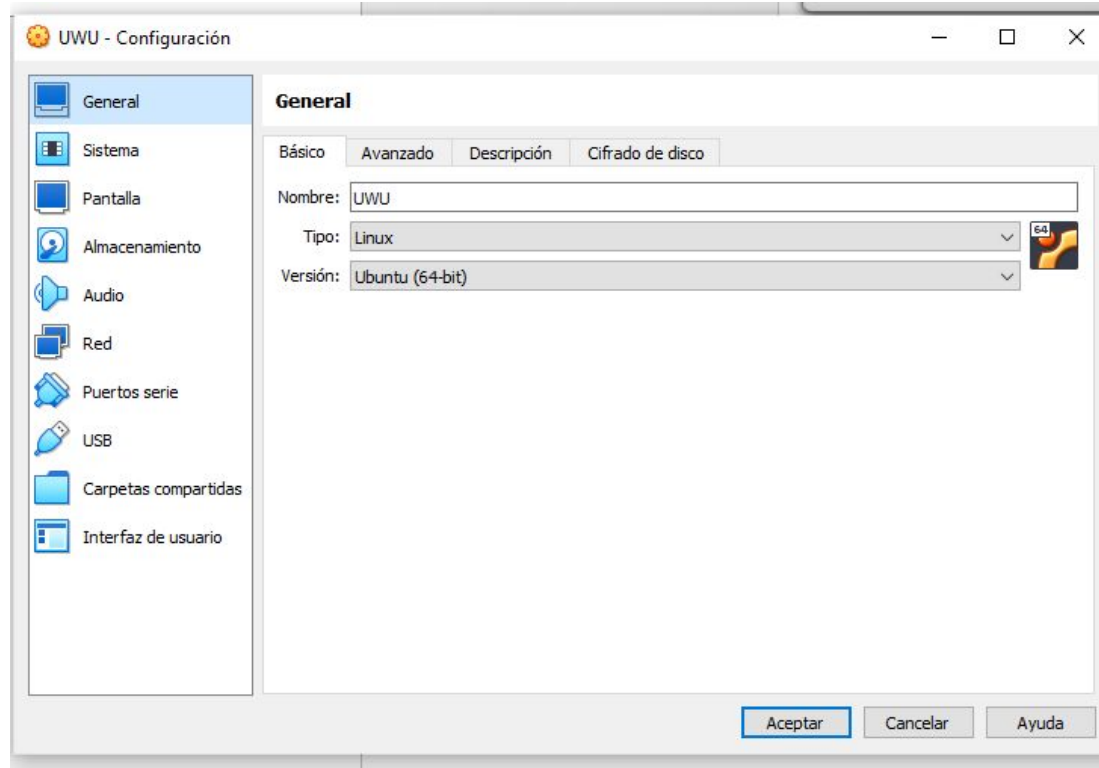 UWU - Configuración
General
Sistema
Pantalla
Almacenamiento
Audio
Red
Puertos serie
USB
Carpetas compartidas
Interfaz de usuario
General
Básico Avanzado Descripción Cifrado de disco
Nombre: UWU
Tipo: Linux
64
Versión: Ubuntu (64-bit)
Aceptar Cancelar Ayuda